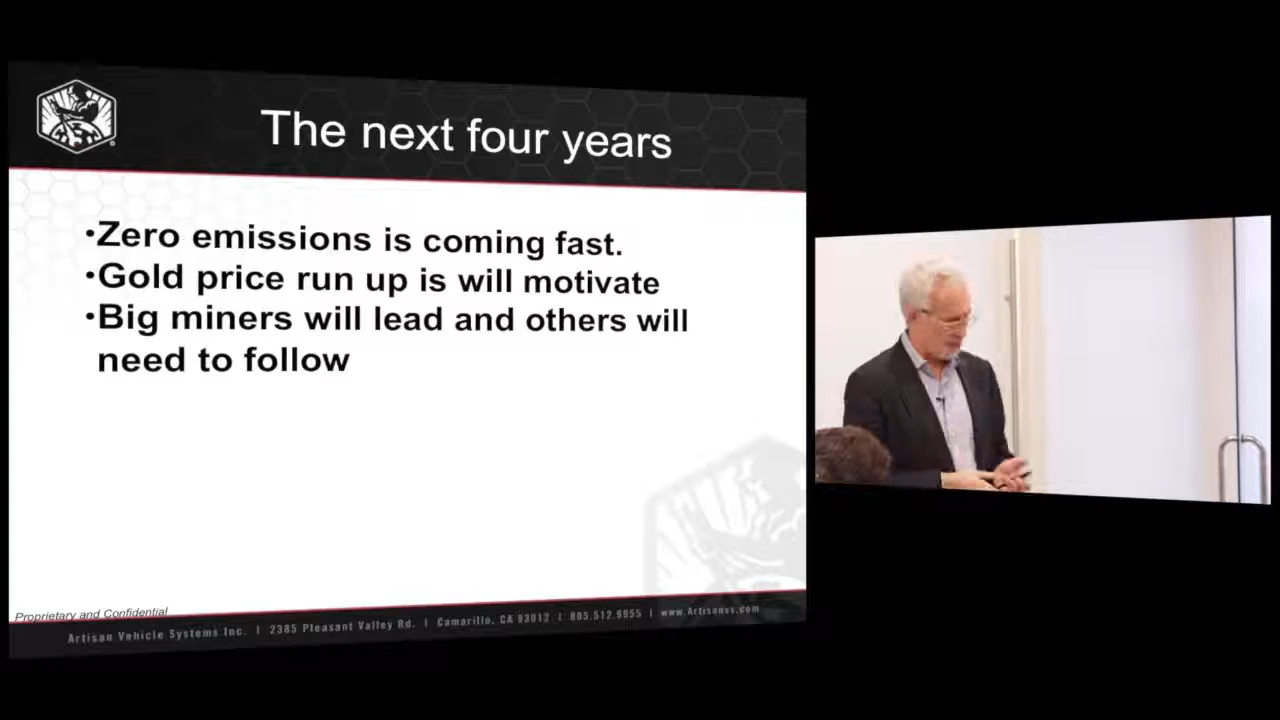 The next four years
•Zero emissions is coming fast.
•Gold price run up is will motivate
•Big miners will lead and others will
need to follow
Proprietary and Confidential
Artisan Vehicle Systems Inc. | 2385 Pleasant Valley Rd. | Camarillo, CA 93012 | 805.512.9955 | www.Artisanvs.com